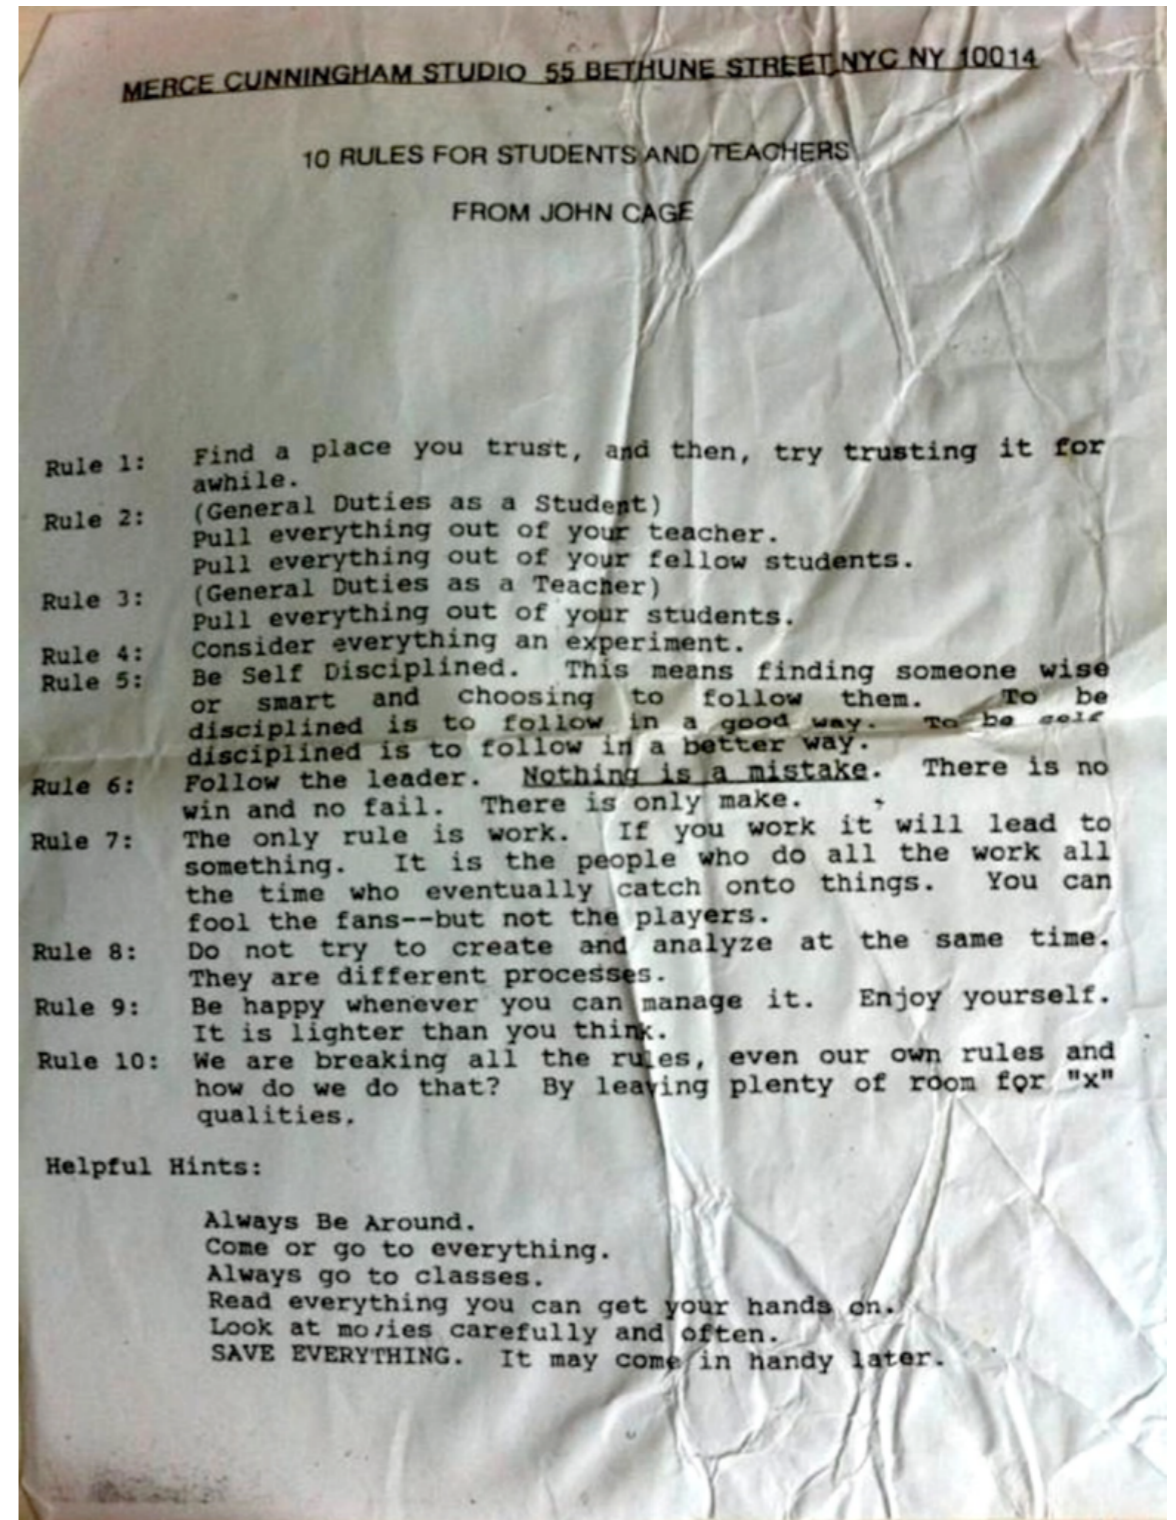 MERCE CUNNINGHAM STUDIO 55 BETHUNE STREET NYC NY 10014
10 RULES FOR STUDENTS AND TEACHERS
FROM JOHN CAGE
Rule 1: Find a place you trust, and then, try trusting it for
awhile.
Rule 2: (General Duties as a Student)
Pull everything out of your teacher.
Pull everything out of your fellow students.
Rule 3: (General Duties as a Teacher)
Pull everything out of your students.
Rule 4: Consider everything an experiment.
Rule 5: Be Self Disciplined. This means finding someone wise
or smart and choosing to follow them. To be
disciplined is to follow in a good way. To be self
disciplined is to follow in a better way.
Rule 6: Follow the leader. Nothing is a mistake. There is no
win and no fail. There is only make.
Rule 7: The only rule is work. If you work it will lead to
something. It is the people who do all the work all
the time who eventually catch onto things. You can
fool the fans--but not the players.
Rule 8: Do not try to create and analyze at the same time.
They are different processes.
Rule 9: Be happy whenever you can manage it. Enjoy yourself.
It is lighter than you think.
Rule 10: We are breaking all the rules, even our own rules and
how do we do that? By leaving plenty of room for "x"
qualities.
Helpful Hints:
Always Be Around.
Come or go to everything.
Always go to classes.
Read everything you can get your hands on.
Look at movies carefully and often.
SAVE EVERYTHING. It may come in handy later.